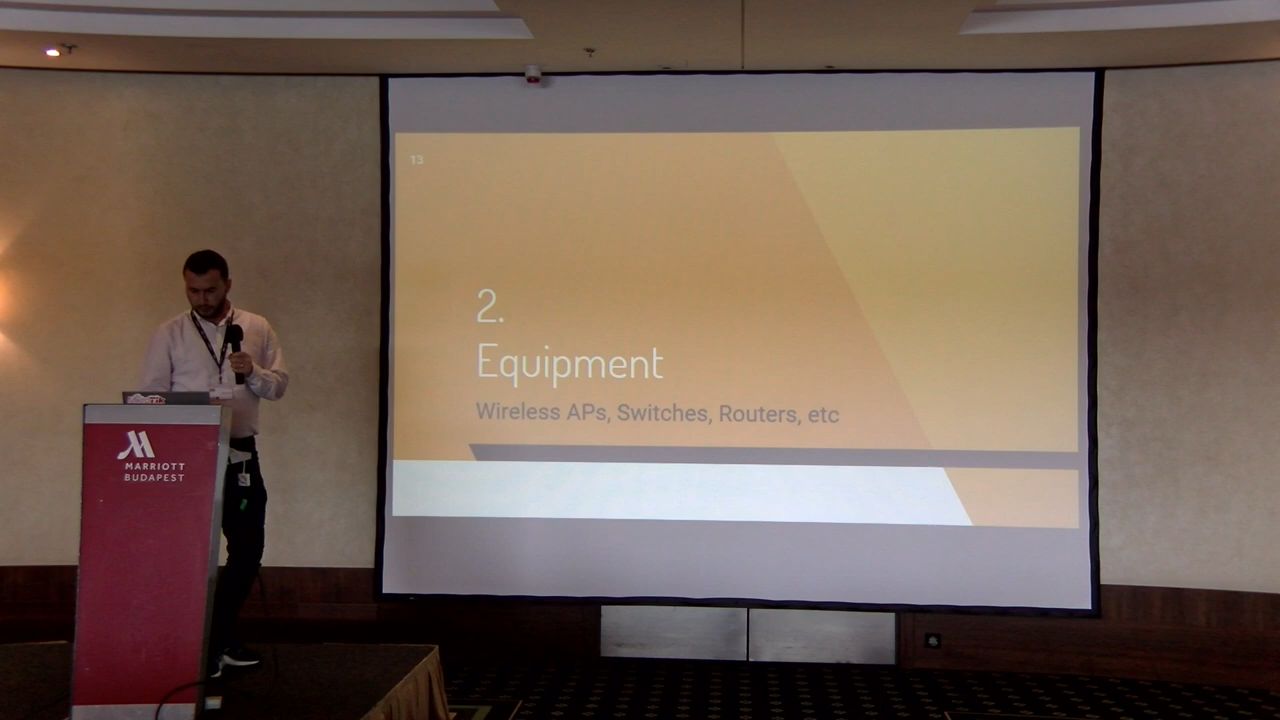 13
2.
Equipment
Wireless APs, Switches, Routers, etc
MARRIOTT
BUDAPEST